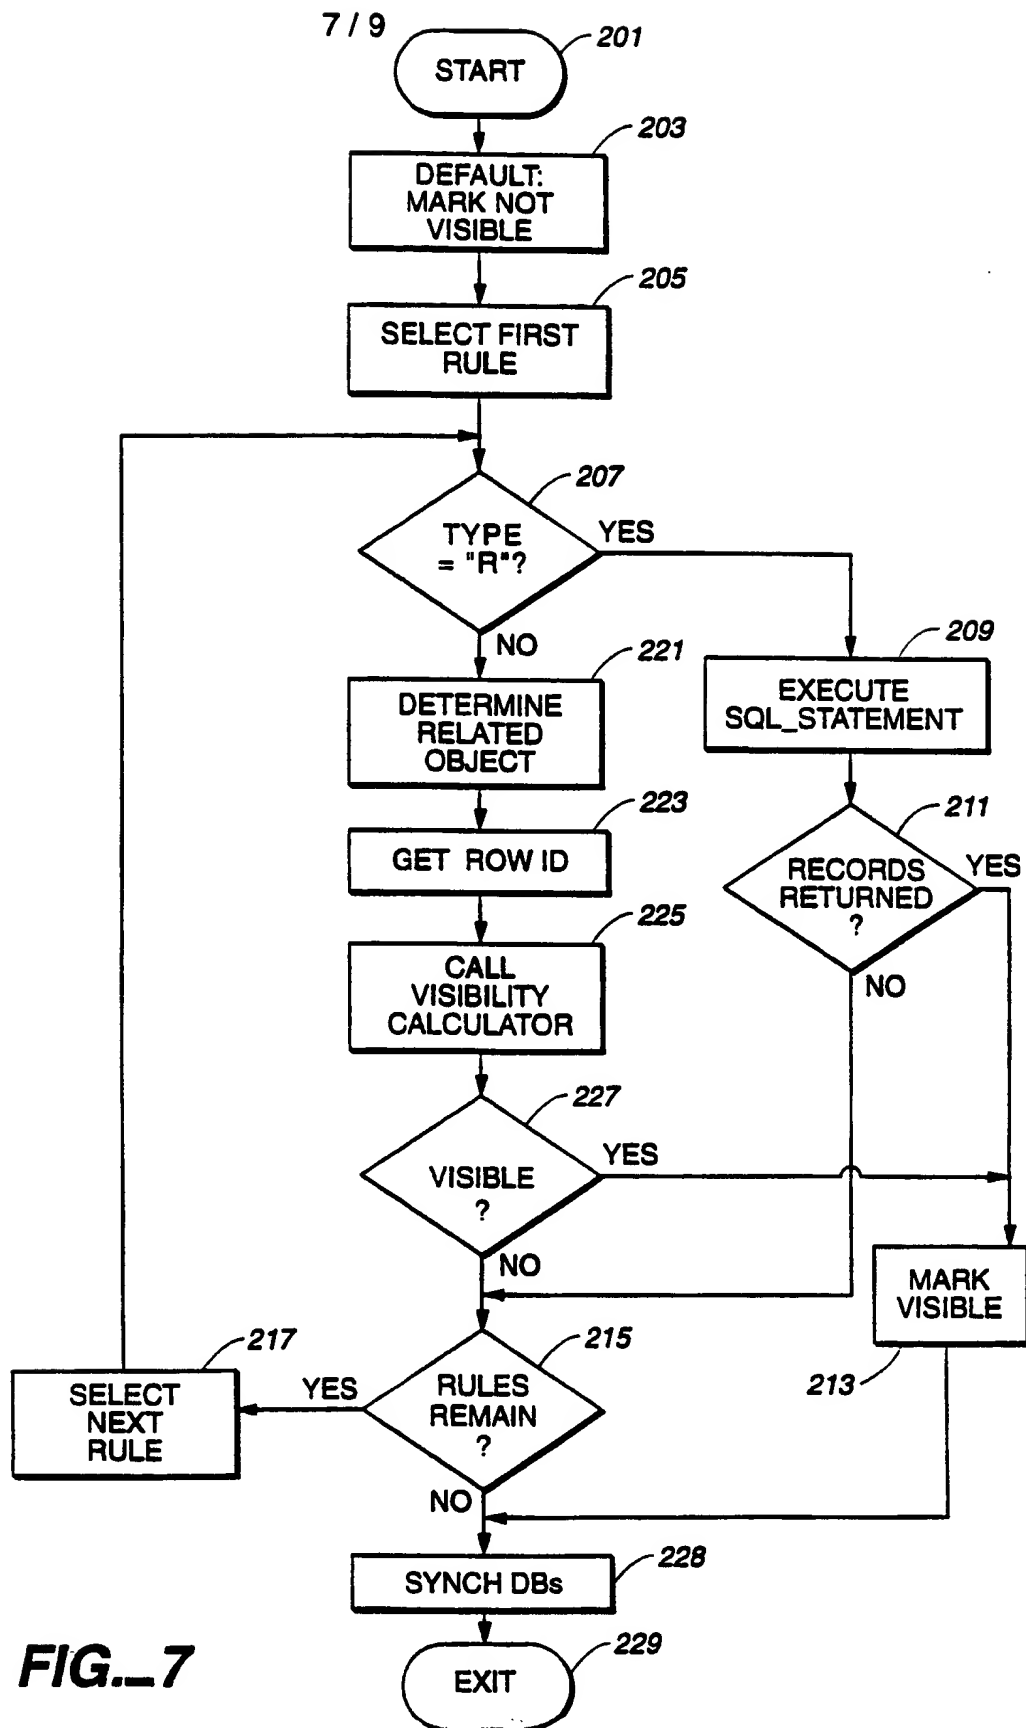 7 / 9
201
START
203
DEFAULT:
MARK NOT
VISIBLE
205
SELECT FIRST
RULE
207
TYPE
= "R"?
YES
NO
209
EXECUTE
SQL_STATEMENT
221
DETERMINE
RELATED
OBJECT
211
RECORDS
RETURNED
?
YES
NO
223
GET ROW ID
225
CALL
VISIBILITY
CALCULATOR
227
VISIBLE
?
YES
NO
MARK
VISIBLE
213
215
RULES
REMAIN
?
YES
NO
217
SELECT
NEXT
RULE
228
SYNCH DBs
229
EXIT
FIG._7